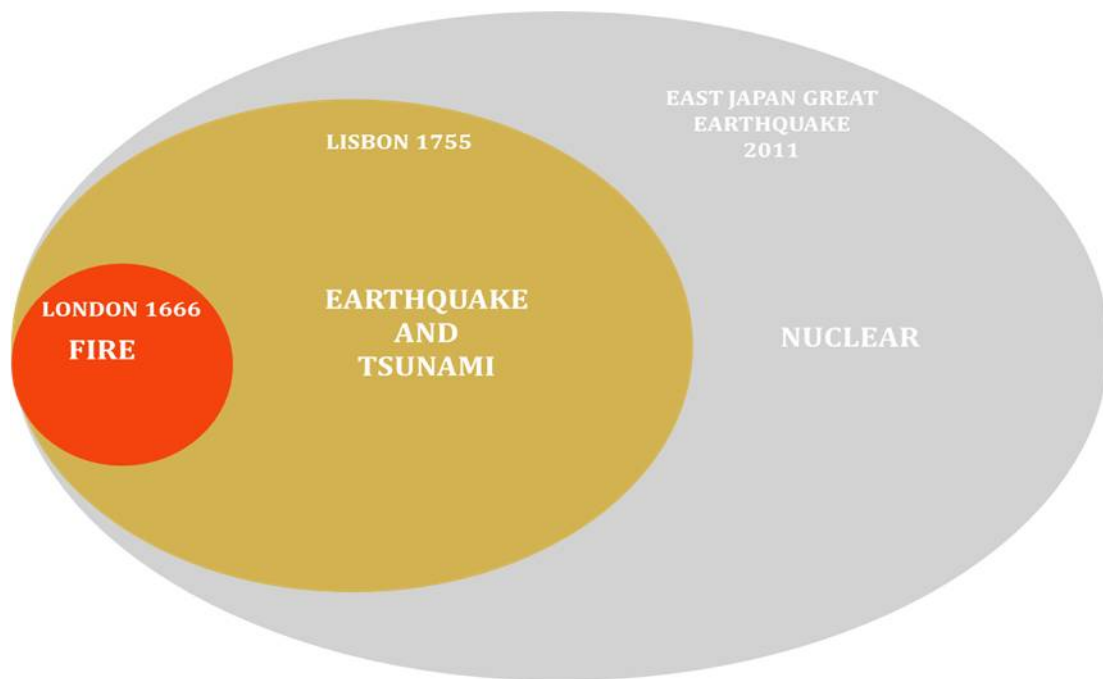 EAST JAPAN GREAT
EARTHQUAKE
2011
LISBON 1755
LONDON 1666
FIRE
EARTHQUAKE
AND
TSUNAMI
NUCLEAR